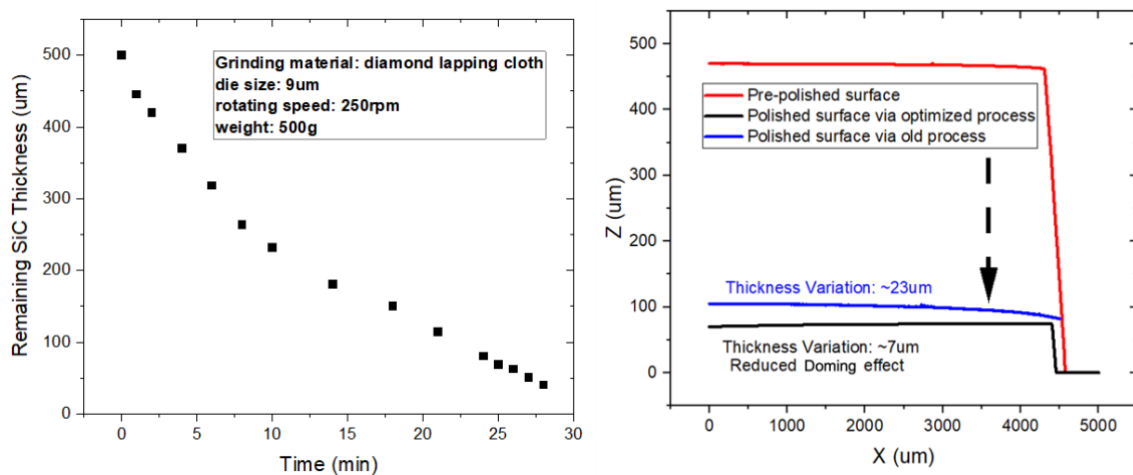 Remaining SiC Thickness (um)
500
400
300
200
100
0
Grinding material: diamond lapping cloth
die size: 9um
rotating speed: 250rpm
weight: 500g
0 5 10 15 20 25 30
Time (min)
Z (um)
500
400
300
200
100
0
Pre-polished surface
Polished surface via optimized process
Polished surface via old process
Thickness Variation: ~23um
Thickness Variation: ~7um
Reduced Doming effect
0 1000 2000 3000 4000 5000
X (um)